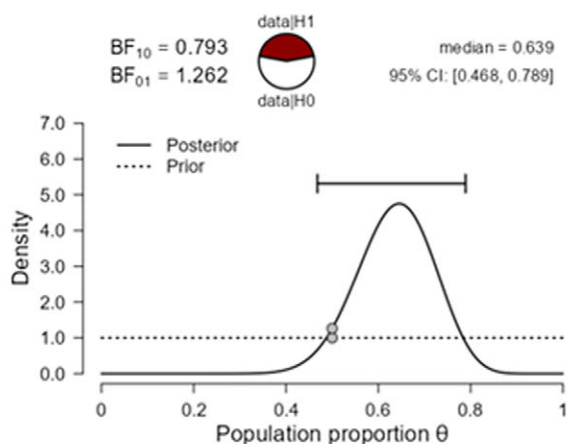 data|H1
BF₁₀ = 0.793
BF₀₁ = 1.262
data|H0
median = 0.639
95% CI: [0.468, 0.789]
Posterior
Prior
Density
7.0
6.0
5.0
4.0
3.0
2.0
1.0
0.0
0 0.2 0.4 0.6 0.8 1
Population proportion θ